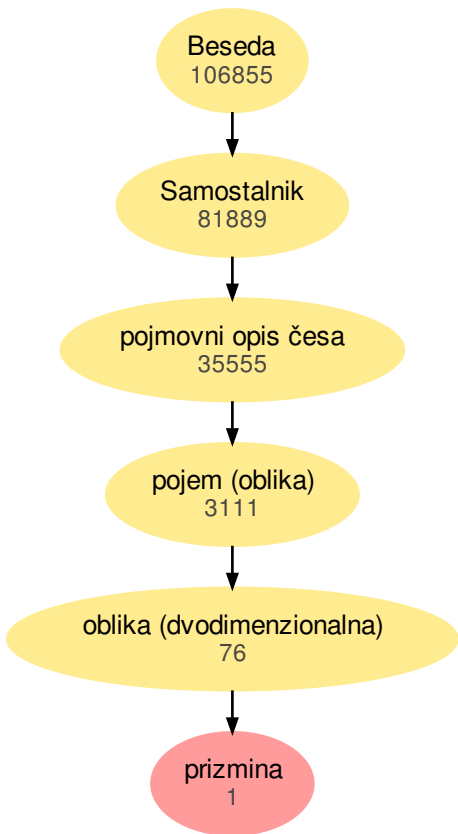 Beseda
106855
Samostalnik
81889
pojmovni opis česa
35555
pojem (oblika)
3111
oblika (dvodimenzionalna)
76
prizmina
1